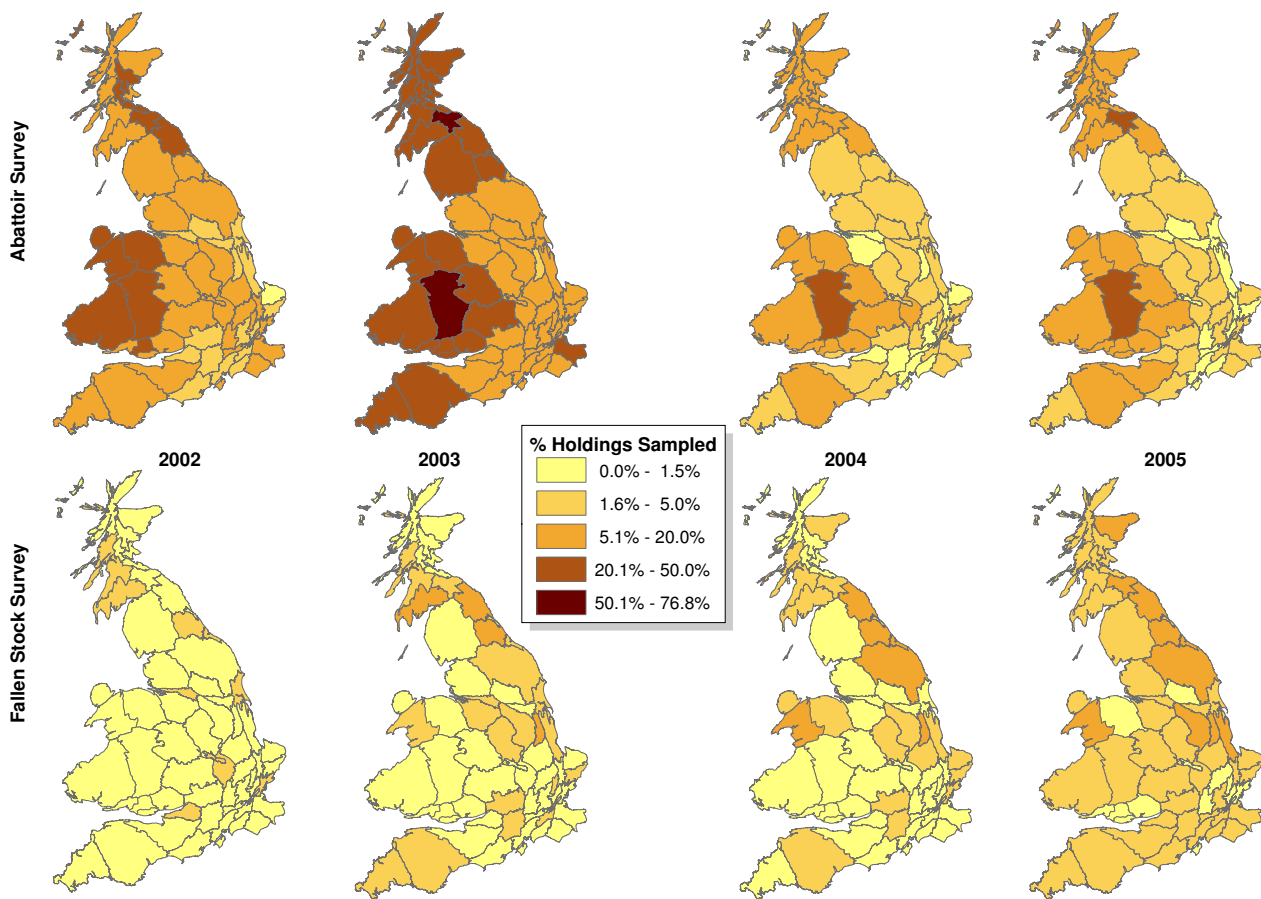 Abattoir Survey
% Holdings Sampled
0.0% - 1.5%
1.6% - 5.0%
5.1% - 20.0%
20.1% - 50.0%
50.1% - 76.8%
2002
2003
2004
2005
Fallen Stock Survey